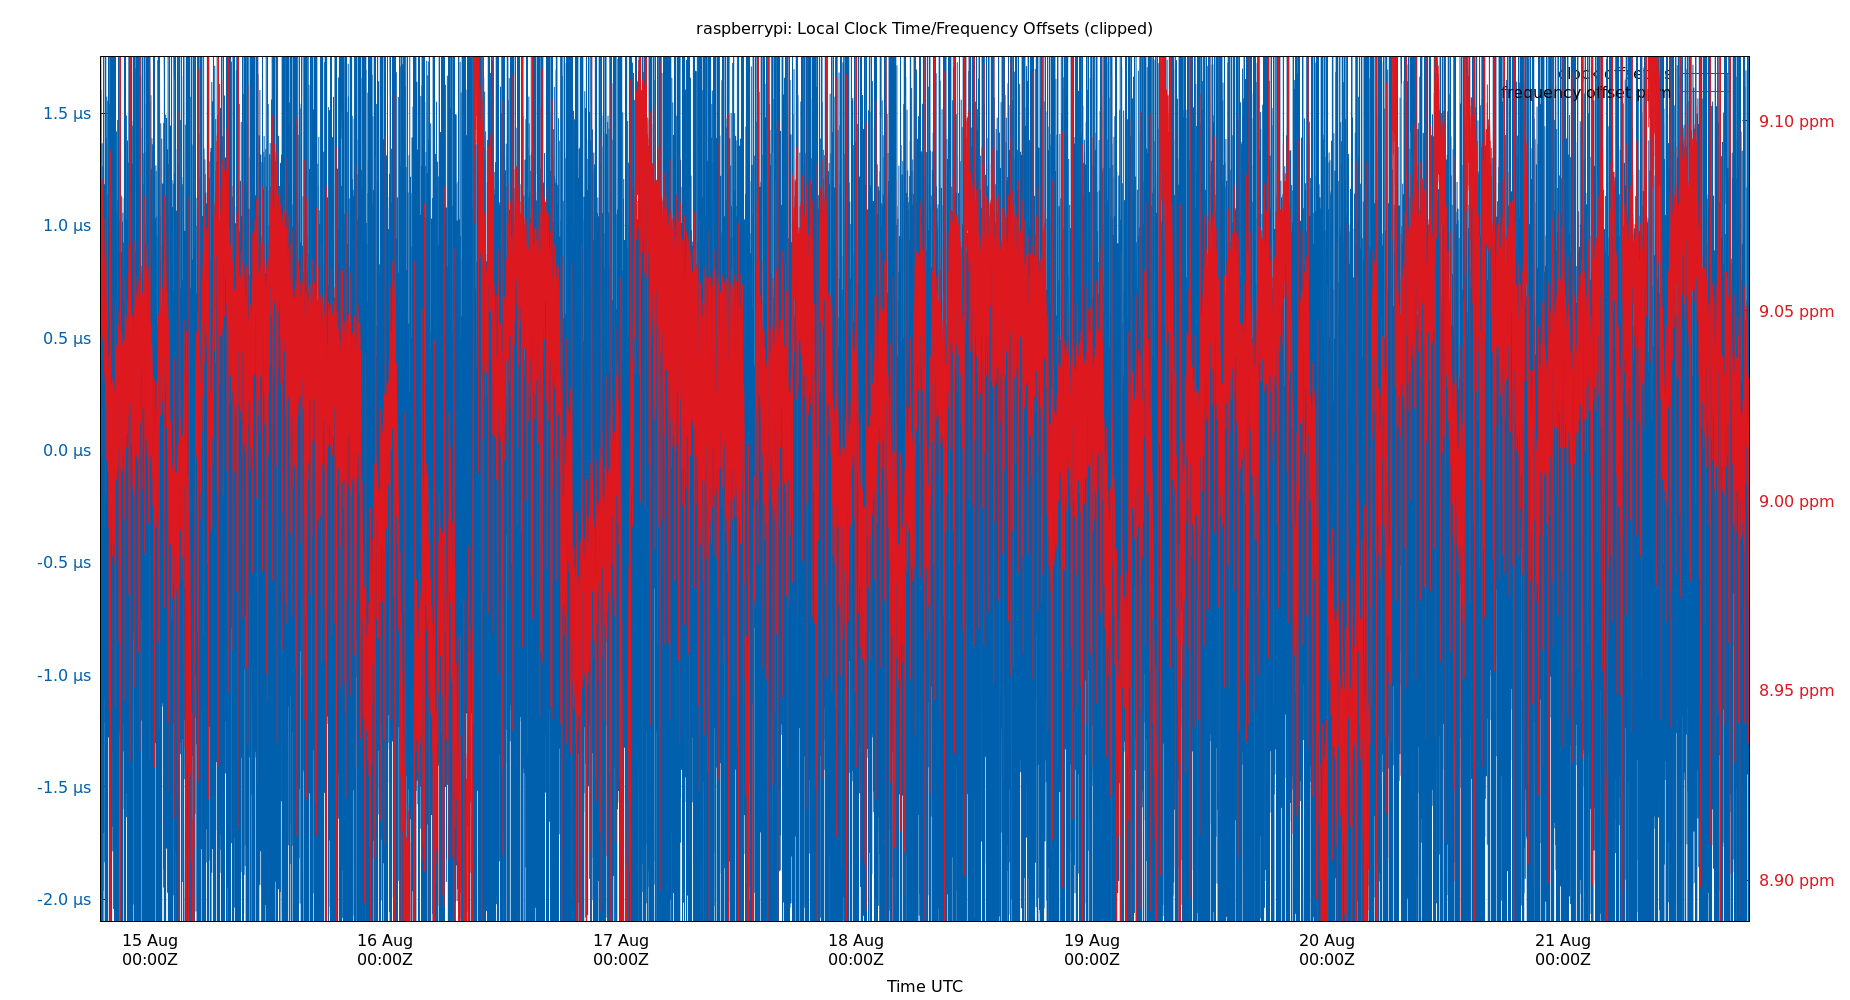 raspberrypi: Local Clock Time/Frequency Offsets (clipped)
clock offset
frequency offset ppm
1.5 µs
1.0 µs
0.5 µs
0.0 µs
-0.5 µs
-1.0 µs
-1.5 µs
-2.0 µs
9.10 ppm
9.05 ppm
9.00 ppm
8.95 ppm
8.90 ppm
15 Aug 16 Aug 17 Aug 18 Aug 19 Aug 20 Aug 21 Aug
00:00Z 00:00Z 00:00Z 00:00Z 00:00Z 00:00Z 00:00Z
Time UTC